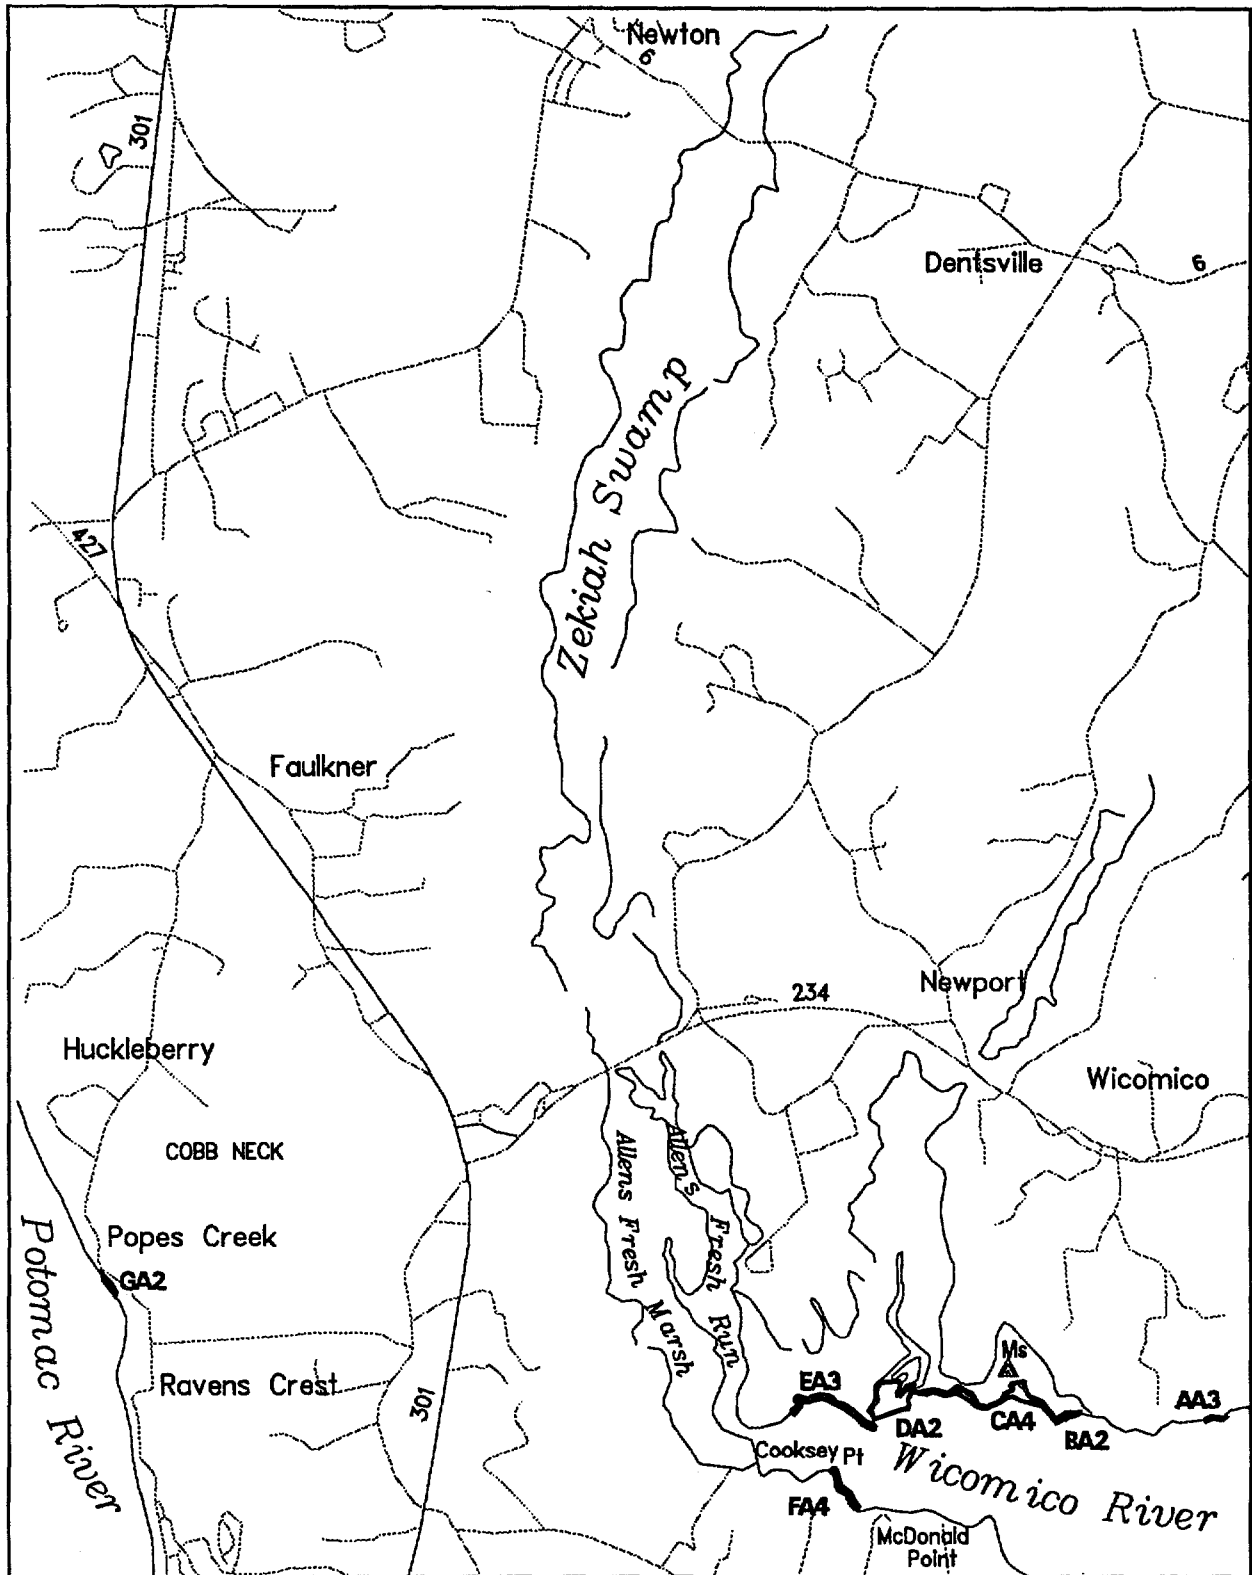 Newton
6
301
Dentsville
6
Zekiah Swamp
427
Faulkner
Newport
234
Huckleberry
Wicomico
COBB NECK
Allens Fresh Marsh
Allens Fresh Run
Potomac River
Popes Creek
GA2
Ravens Crest
301
Ms
EA3
DA2
CA4
BA2
AA3
Cooksey Pt
Wicomico River
FA4
McDonald
Point